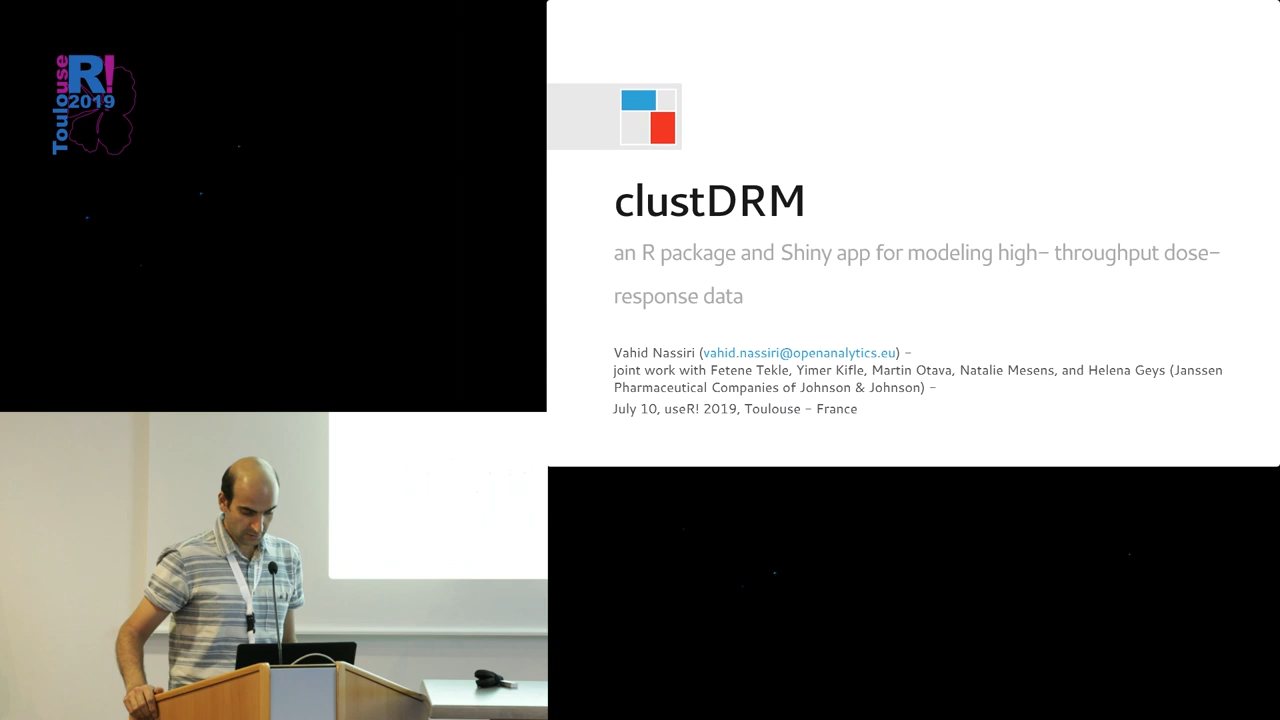 Toulouse
R!
2019
clustDRM
an R package and Shiny app for modeling high- throughput dose-
response data
Vahid Nassiri (vahid.nassiri@openanalytics.eu) -
joint work with Fetene Tekle, Yimer Kifle, Martin Otava, Natalie Mesens, and Helena Geys (Janssen
Pharmaceutical Companies of Johnson & Johnson) -
July 10, useR! 2019, Toulouse - France